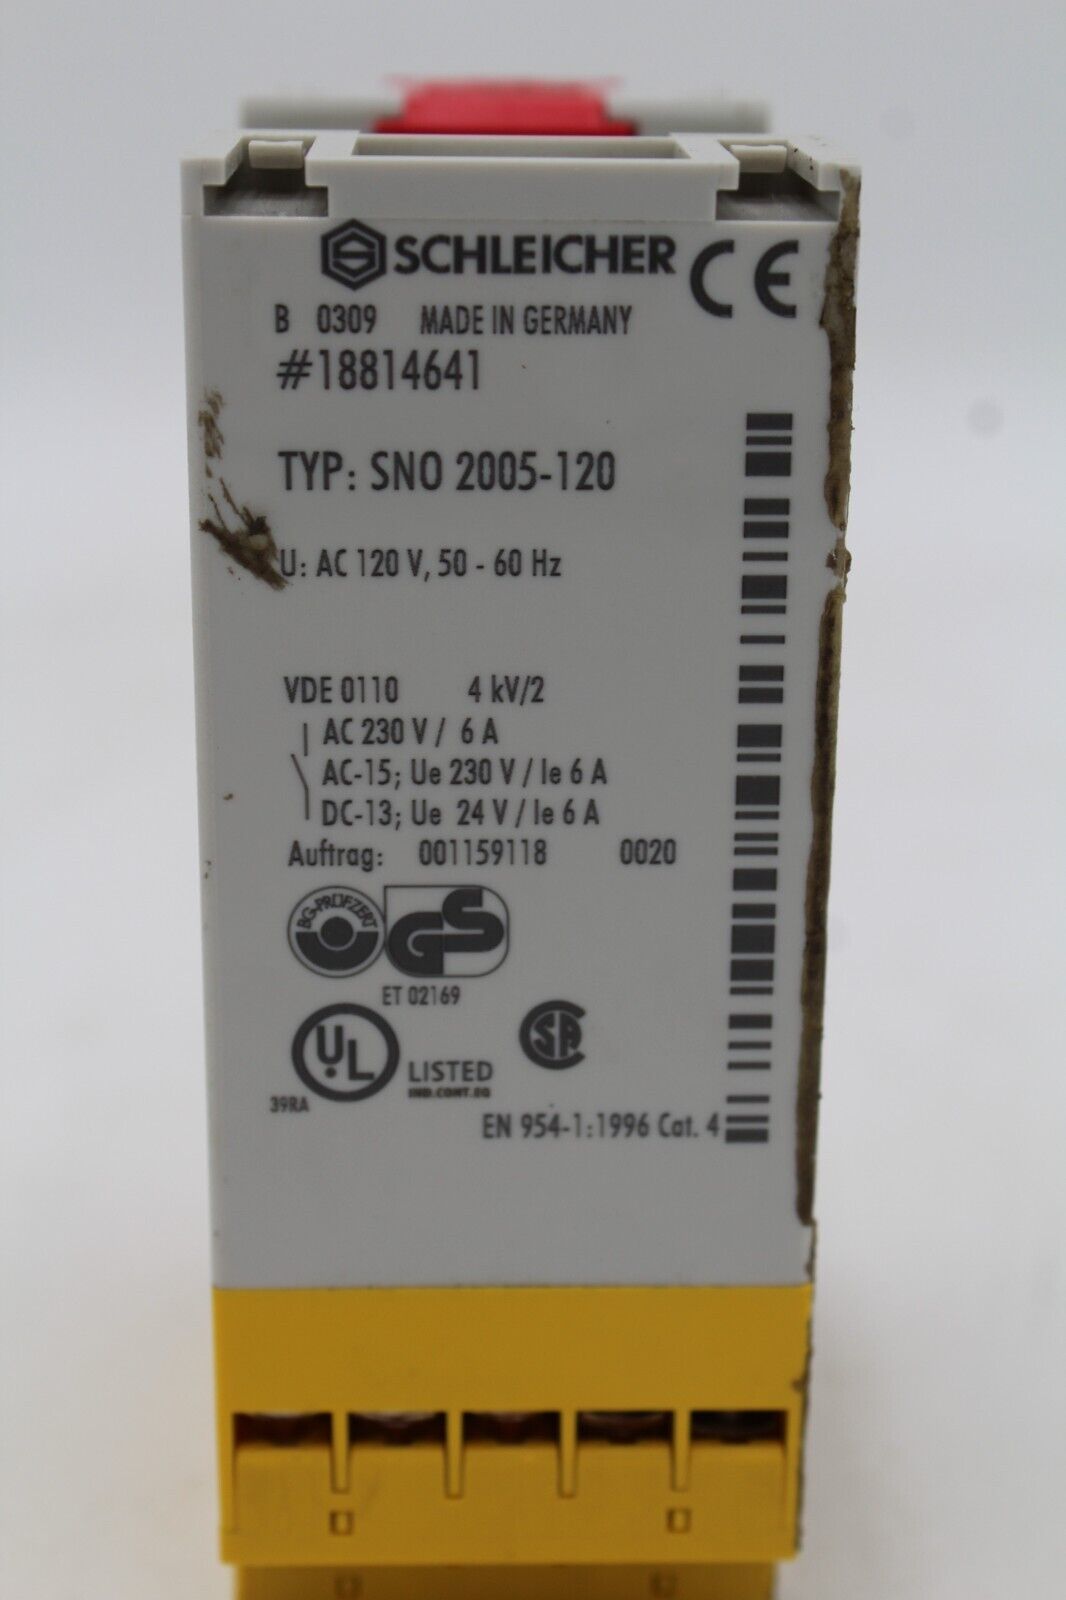 SCHLEICHER CE
B 0309 MADE IN GERMANY
#18814641
TYP: SNO 2005-120
U: AC 120 V, 50 - 60 Hz
VDE 0110 4 kV/2
AC 230 V / 6 A
AC-15; Ue 230 V / Ie 6 A
DC-13; Ue 24 V / Ie 6 A
Auftrag: 001159118 0020
BG-PRÜFZERT GS
ET 02169
UL LISTED SA
IND.CONT.EQ
39RA
EN 954-1:1996 Cat. 4